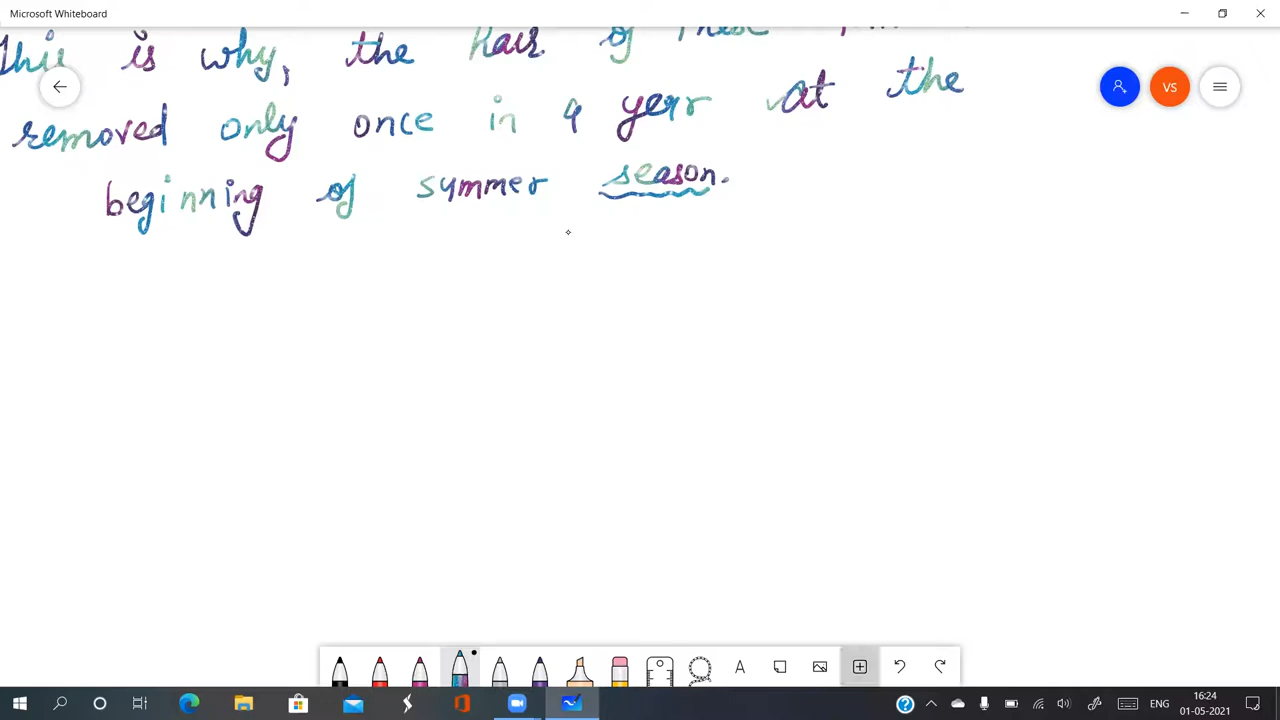 Microsoft Whiteboard
This is why, the hair of these
removed only once in a year at the
beginning of summer season.
VS
A
ENG
16:24
01-05-2021